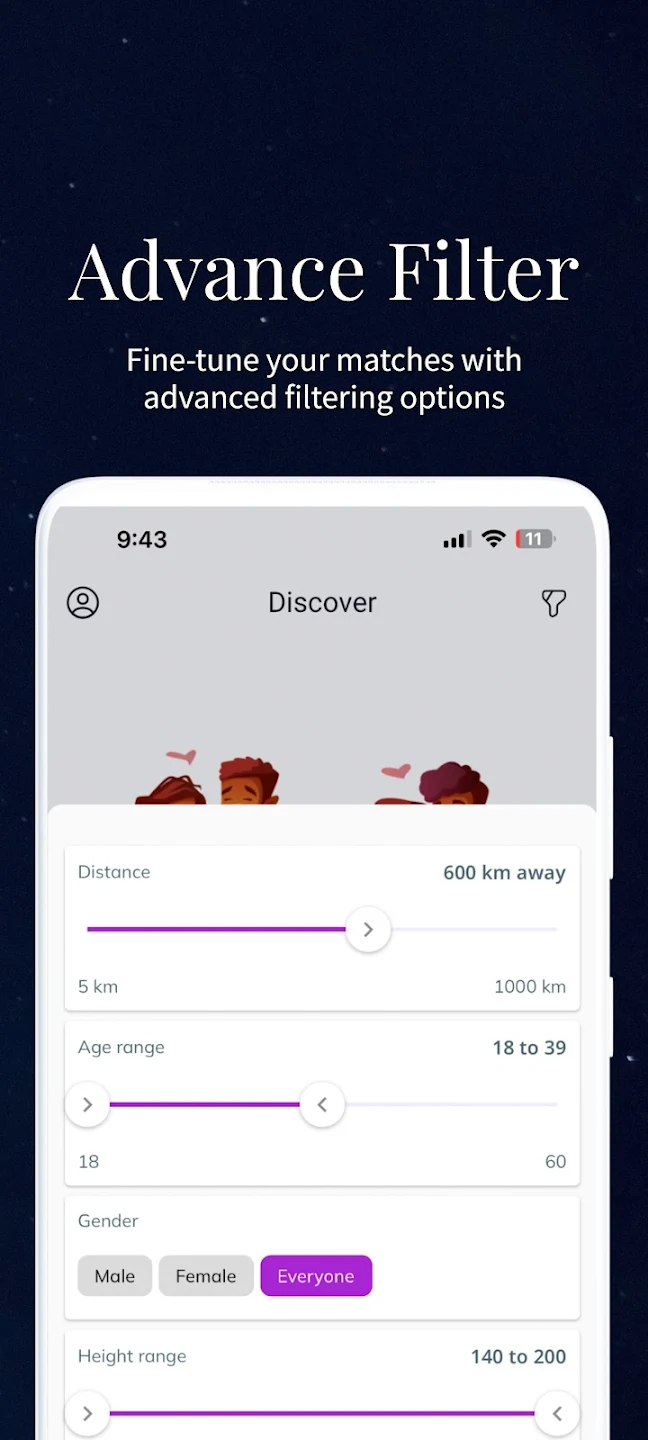 Advance Filter
Fine-tune your matches with
advanced filtering options
9:43
11
Discover
Distance
600 km away
5 km
1000 km
Age range
18 to 39
18
60
Gender
Male
Female
Everyone
Height range
140 to 200